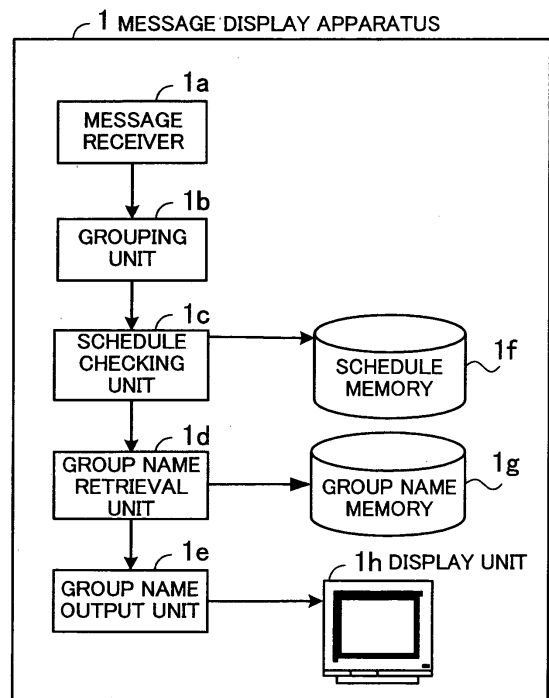 1 MESSAGE DISPLAY APPARATUS
1a
MESSAGE
RECEIVER
1b
GROUPING
UNIT
1c
SCHEDULE
CHECKING
UNIT
SCHEDULE
MEMORY
1f
1d
GROUP NAME
RETRIEVAL
UNIT
GROUP NAME
MEMORY
1g
1e
GROUP NAME
OUTPUT UNIT
1h DISPLAY UNIT